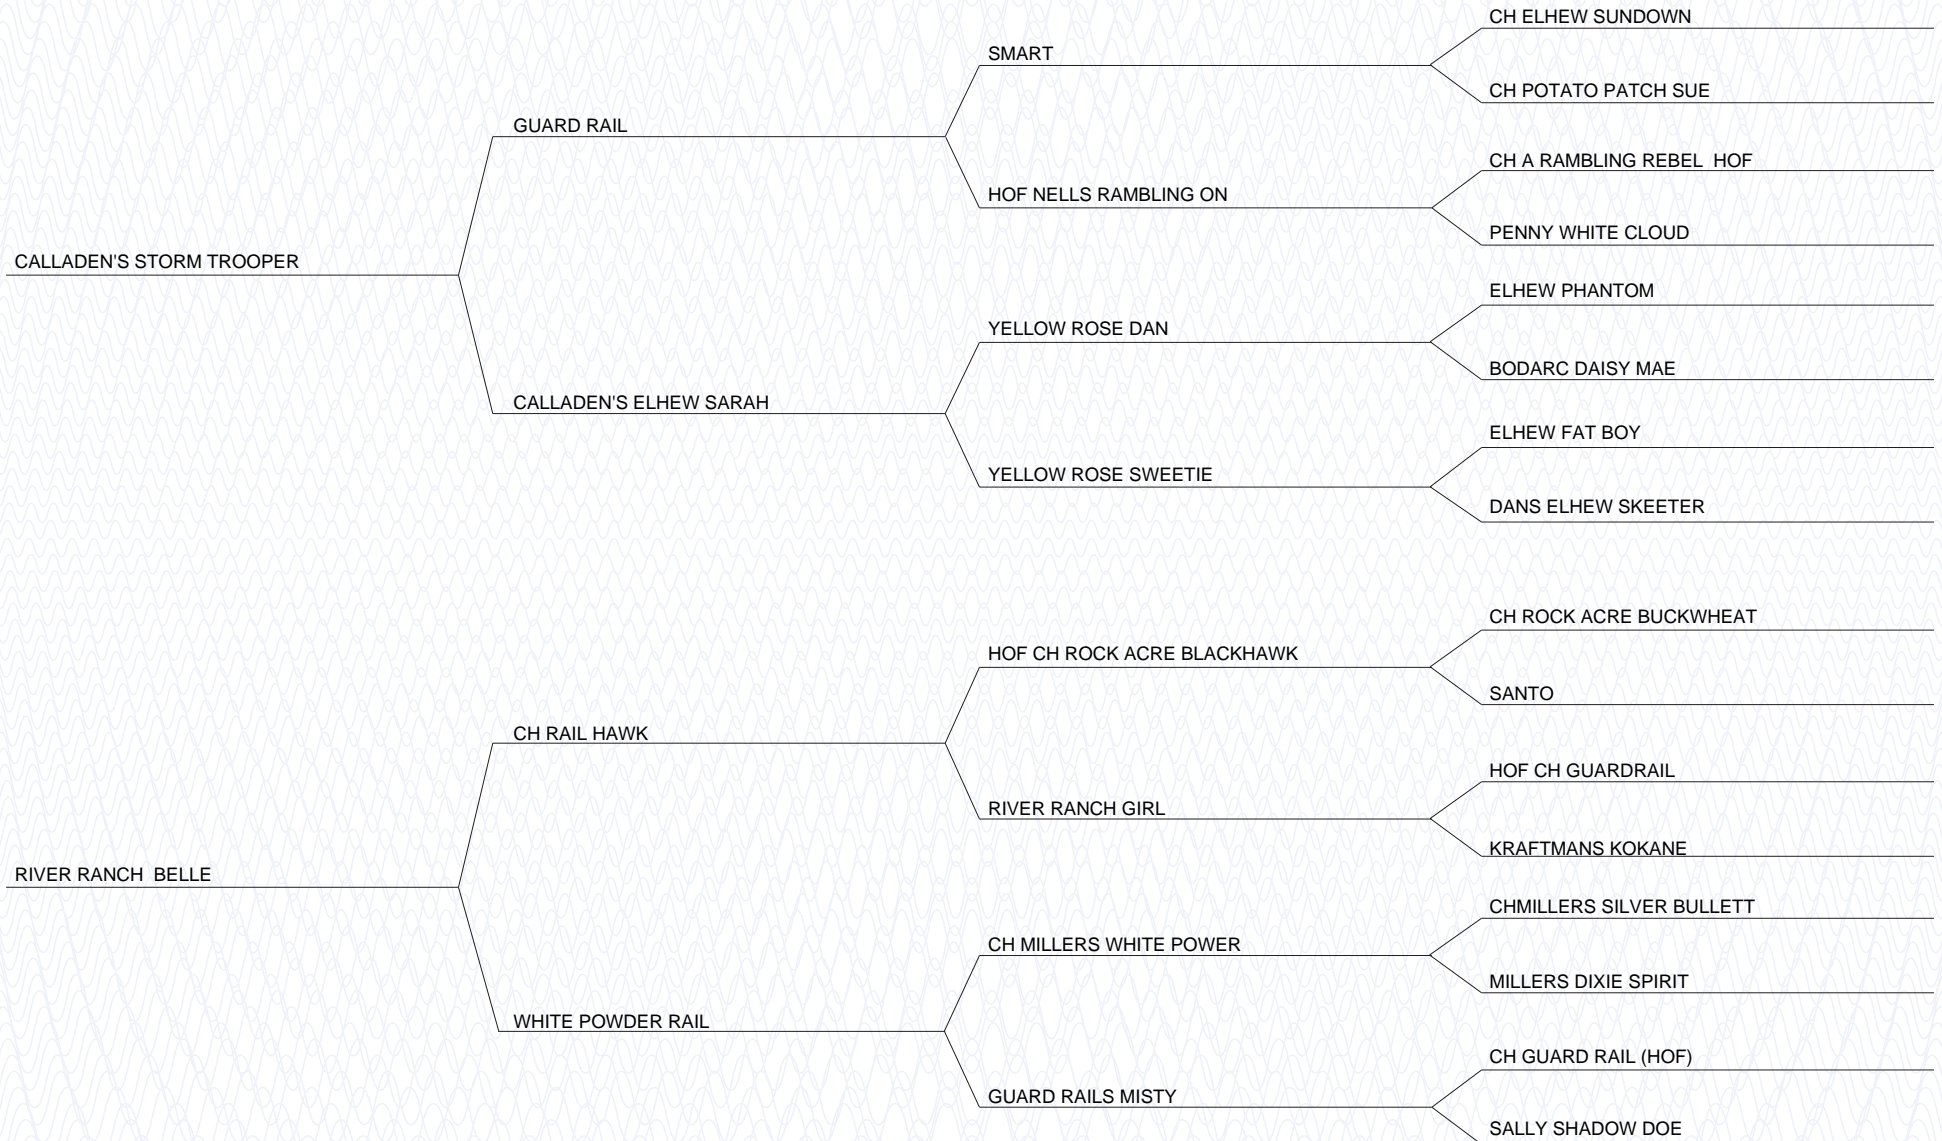 CH ELHEW SUNDOWN
SMART
CH POTATO PATCH SUE
GUARD RAIL
CH A RAMBLING REBEL  HOF
HOF NELLS RAMBLING ON
PENNY WHITE CLOUD
CALLADEN'S STORM TROOPER
ELHEW PHANTOM
YELLOW ROSE DAN
BODARC DAISY MAE
CALLADEN'S ELHEW SARAH
ELHEW FAT BOY
YELLOW ROSE SWEETIE
DANS ELHEW SKEETER
CH ROCK ACRE BUCKWHEAT
HOF CH ROCK ACRE BLACKHAWK
SANTO
CH RAIL HAWK
HOF CH GUARDRAIL
RIVER RANCH GIRL
KRAFTMANS KOKANE
RIVER RANCH  BELLE
CHMILLERS SILVER BULLETT
CH MILLERS WHITE POWER
MILLERS DIXIE SPIRIT
WHITE POWDER RAIL
CH GUARD RAIL (HOF)
GUARD RAILS MISTY
SALLY SHADOW DOE